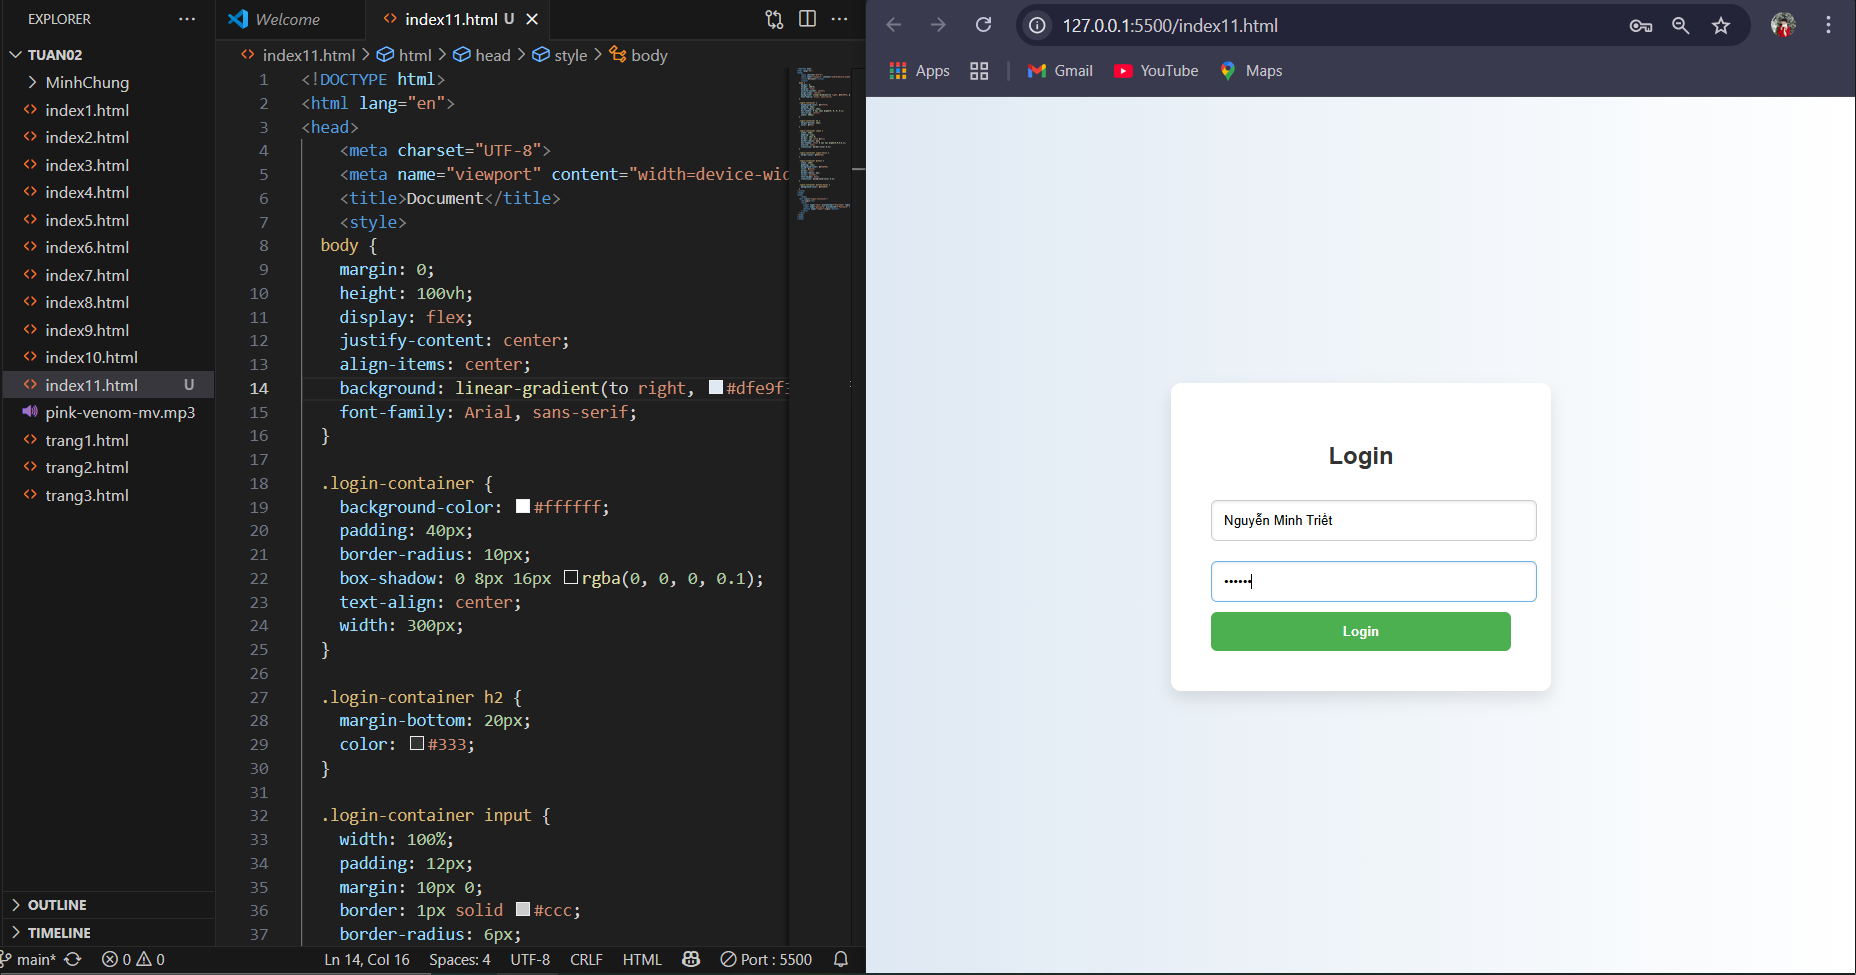 EXPLORER
TUAN02
MinhChung
index1.html
index2.html
index3.html
index4.html
index5.html
index6.html
index7.html
index8.html
index9.html
index10.html
index11.html U
pink-venom-mv.mp3
trang1.html
trang2.html
trang3.html
OUTLINE
TIMELINE
Welcome
index11.html U
index11.html > html > head > style > body
1 <!DOCTYPE html>
2 <html lang="en">
3 <head>
4 <meta charset="UTF-8">
5 <meta name="viewport" content="width=device-wid
6 <title>Document</title>
7 <style>
8 body {
9 margin: 0;
10 height: 100vh;
11 display: flex;
12 justify-content: center;
13 align-items: center;
14 background: linear-gradient(to right, #dfe9f3
15 font-family: Arial, sans-serif;
16 }
17
18 .login-container {
19 background-color: #ffffff;
20 padding: 40px;
21 border-radius: 10px;
22 box-shadow: 0 8px 16px rgba(0, 0, 0, 0.1);
23 text-align: center;
24 width: 300px;
25 }
26
27 .login-container h2 {
28 margin-bottom: 20px;
29 color: #333;
30 }
31
32 .login-container input {
33 width: 100%;
34 padding: 12px;
35 margin: 10px 0;
36 border: 1px solid #ccc;
37 border-radius: 6px;
main* 0 0 Ln 14, Col 16 Spaces: 4 UTF-8 CRLF HTML Port : 5500
127.0.0.1:5500/index11.html
Apps Gmail YouTube Maps
Login
Nguyễn Minh Triết
••••••
Login